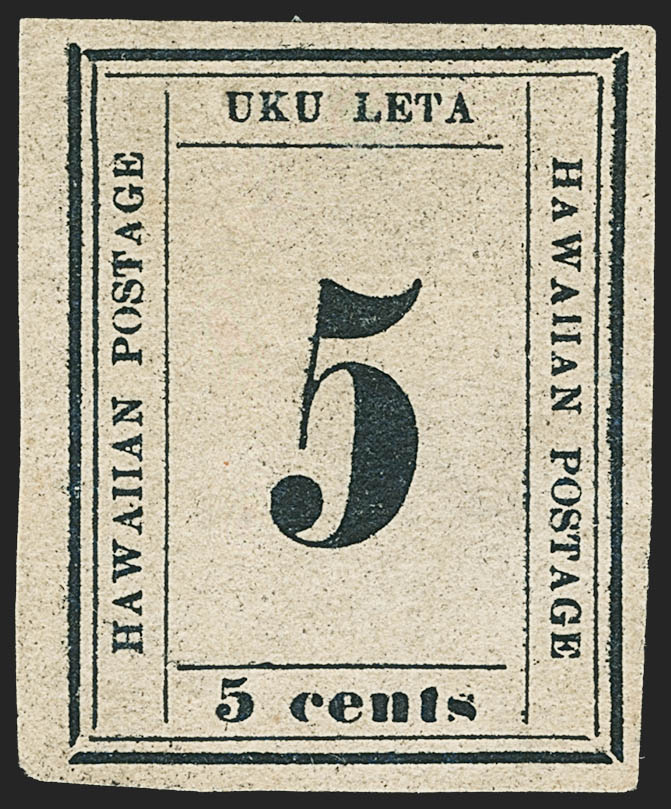 UKU LETA
HAWAIIAN POSTAGE
5
HAWAIIAN POSTAGE
5 cents